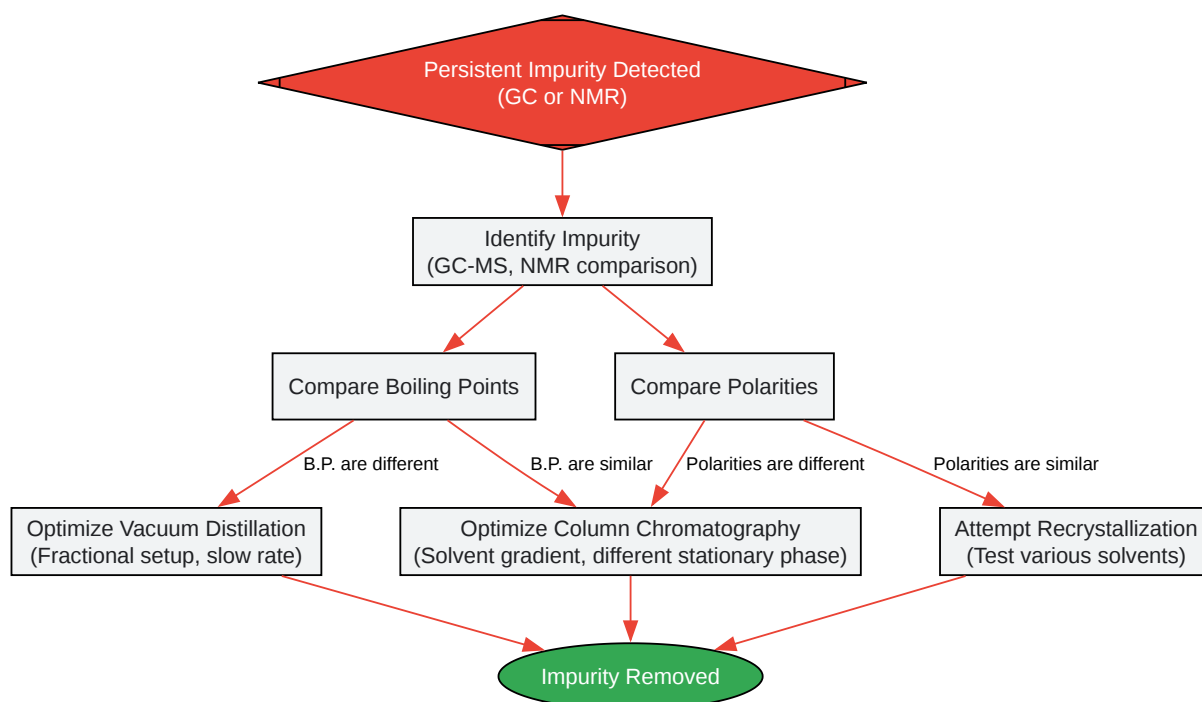 Persistent Impurity Detected
(GC or NMR)
Identify Impurity
(GC-MS, NMR comparison)
Compare Boiling Points
Compare Polarities
B.P. are different
B.P. are similar
Polarities are different
Polarities are similar
Optimize Vacuum Distillation
(Fractional setup, slow rate)
Optimize Column Chromatography
(Solvent gradient, different stationary phase)
Attempt Recrystallization
(Test various solvents)
Impurity Removed